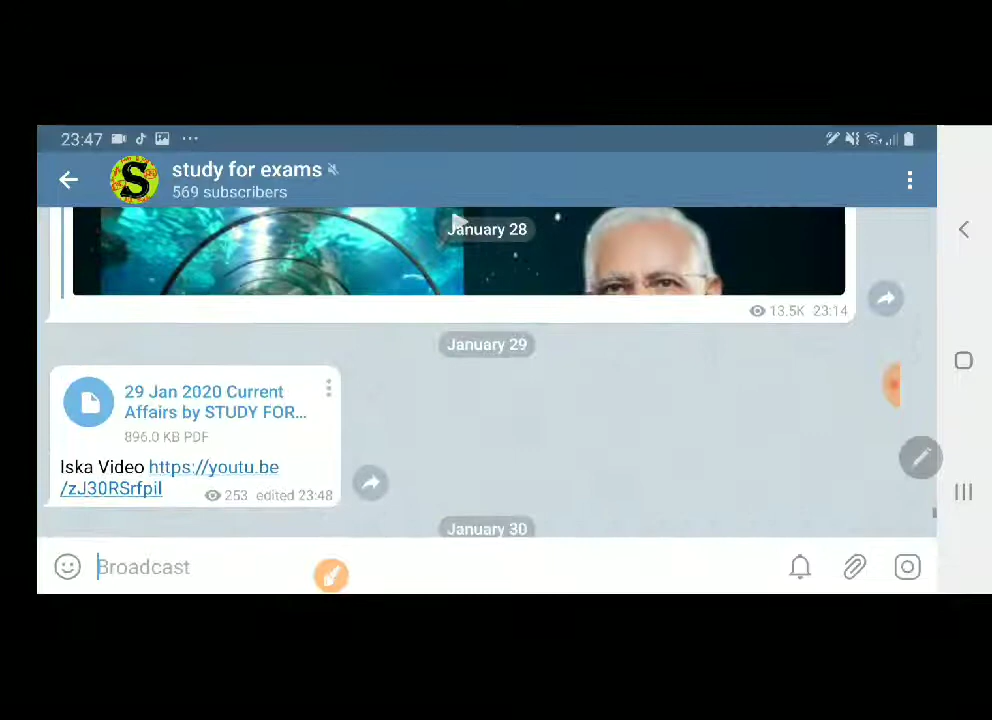 23:47
study for exams
569 subscribers
January 28
13.5K 23:14
January 29
29 Jan 2020 Current
Affairs by STUDY FOR...
896.0 KB PDF
Iska Video https://youtu.be
/zJ30RSrfpiI
253 edited 23:48
January 30
Broadcast